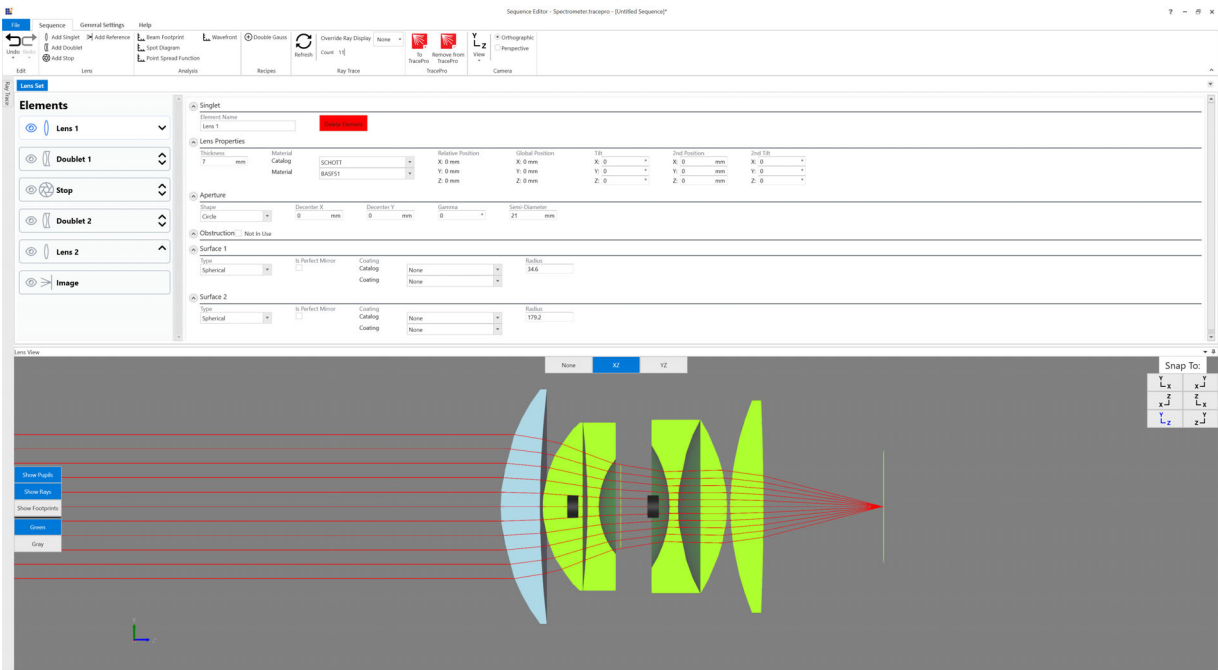 Sequence Editor - Spectrometer.tracepro - [Untitled Sequence]*
File Sequence General Settings Help
Undo Redo
Edit
Add Singlet Add Reference
Add Doublet
Add Stop
Lens
Beam Footprint Wavefront
Spot Diagram
Point Spread Function
Analysis
Double Gauss
Recipes
Refresh
Override Ray Display None
Count 11
Ray Trace
To TracePro
Remove from TracePro
TracePro
Y Z
View
Orthographic
Perspective
Camera
Ray Trace
Lens Set
Elements
Lens 1
Doublet 1
Stop
Doublet 2
Lens 2
Image
Singlet
Element Name
Lens 1
Delete Element
Lens Properties
Thickness Material Relative Position Global Position Tilt 2nd Position 2nd Tilt
7 mm Catalog SCHOTT X: 0 mm X: 0 mm X: 0 ° X: 0 mm X: 0 °
Material BASF51 Y: 0 mm Y: 0 mm Y: 0 ° Y: 0 mm Y: 0 °
Z: 0 mm Z: 0 mm Z: 0 ° Z: 0 mm Z: 0 °
Aperture
Shape Decenter X Decenter Y Gamma Semi-Diameter
Circle 0 mm 0 mm 0 ° 21 mm
Obstruction Not In Use
Surface 1
Type Is Perfect Mirror Coating Radius
Spherical Catalog None 34.6
Coating None
Surface 2
Type Is Perfect Mirror Coating Radius
Spherical Catalog None 179.2
Coating None
Lens View
None XZ YZ
Snap To:
Y X Y X
Z X Z X
Y Z Y Z
Show Pupils
Show Rays
Show Footprints
Green
Gray
Y
Z